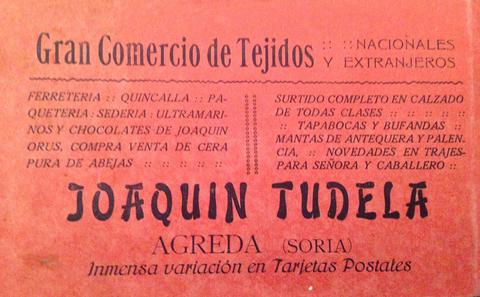 Gran Comercio de Tejidos :: :: NACIONALES
Y EXTRANJEROS
FERRETERIA :: QUINCALLA :: PA-
QUETERIA : SEDERIA : ULTRAMARI-
NOS Y CHOCOLATES DE JOAQUIN
ORUS, COMPRA VENTA DE CERA
PURA DE ABEJAS :: :: :: :: ::
SURTIDO COMPLETO EN CALZADO
DE TODAS CLASES :: :: :: :: ::
:: TAPABOCAS Y BUFANDAS ::
MANTAS DE ANTEQUERA Y PALEN-
CIA, :: NOVEDADES EN TRAJES-
PARA SEÑORA Y CABALLERO :: ·
JOAQUIN TUDELA
AGREDA (SORIA)
Inmensa variación en Tarjetas Postales